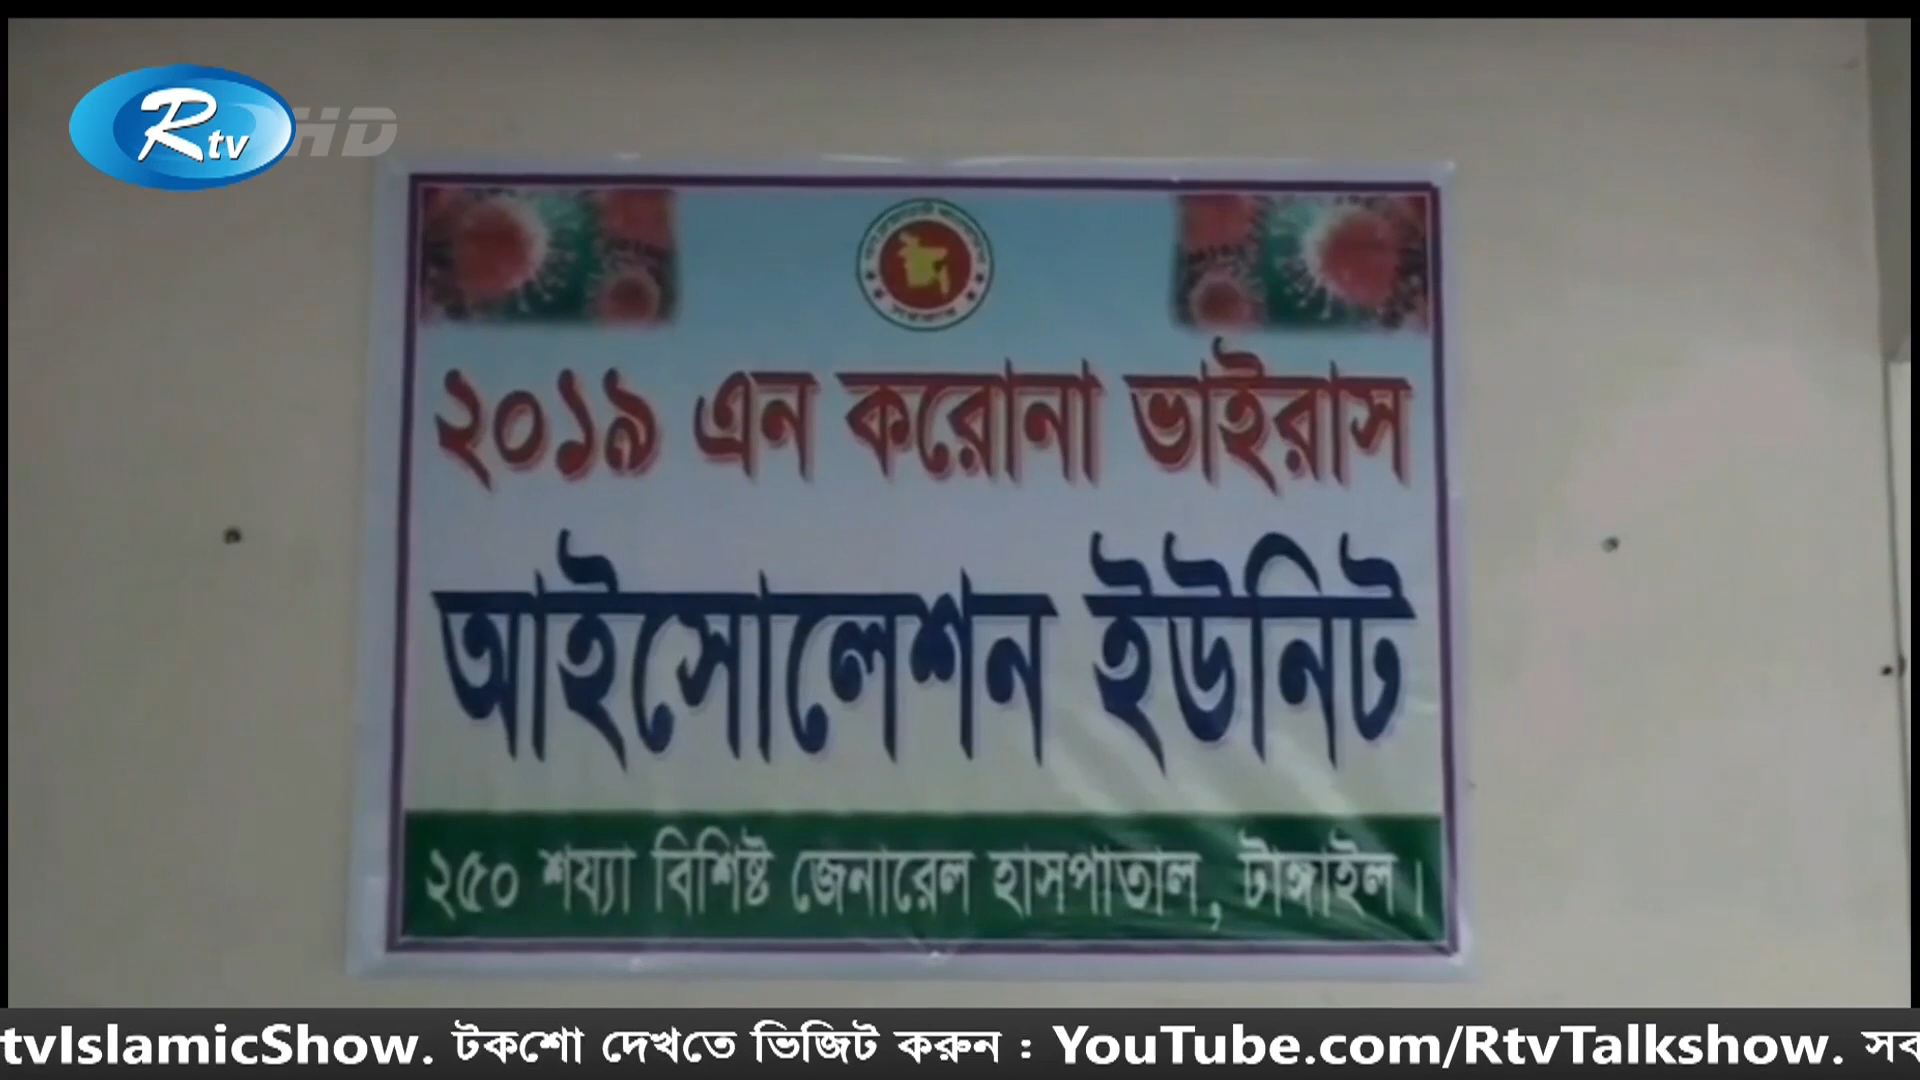 Rtv HD
২০১৯ এন করোনা ভাইরাস
আইসোলেশন ইউনিট
২৫০ শয্যা বিশিষ্ট জেনারেল হাসপাতাল, টাঙ্গাইল।
tvIslamicShow. টকশো দেখতে ভিজিট করুন : YouTube.com/RtvTalkshow. সব